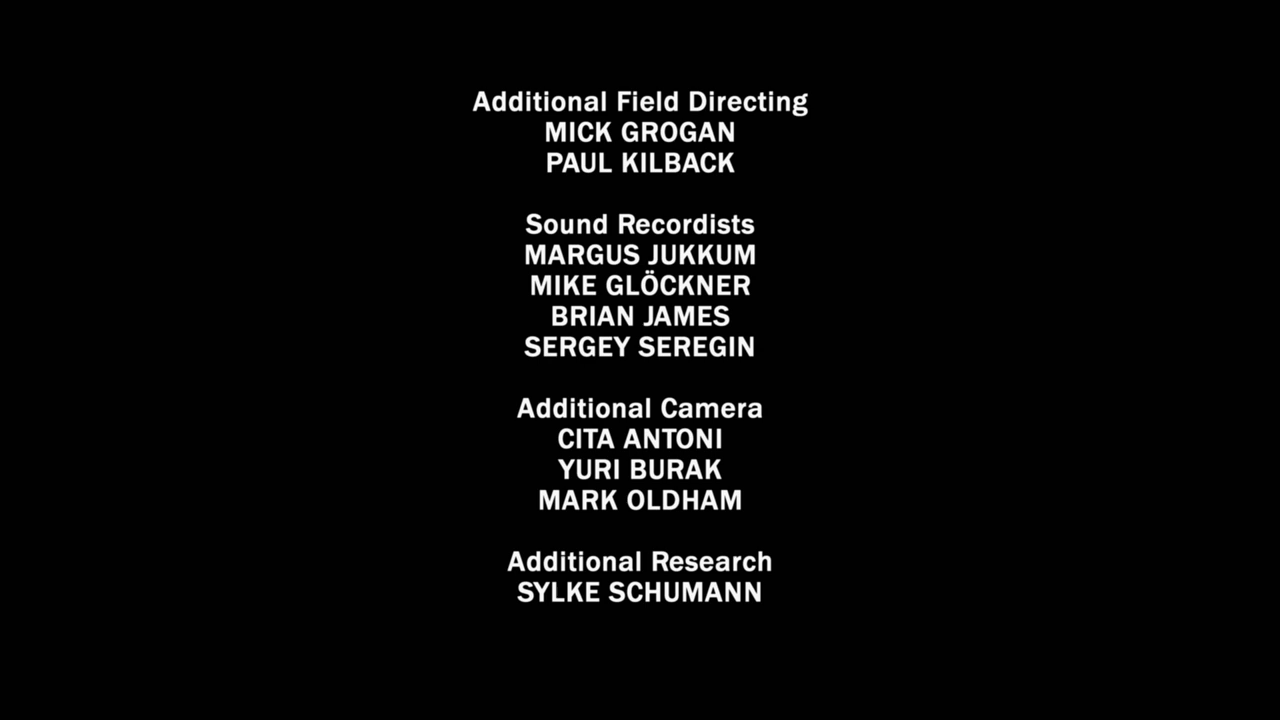 Additional Field Directing
MICK GROGAN
PAUL KILBACK
Sound Recordists
MARGUS JUKKUM
MIKE GLÖCKNER
BRIAN JAMES
SERGEY SEREGIN
Additional Camera
CITA ANTONI
YURI BURAK
MARK OLDHAM
Additional Research
SYLKE SCHUMANN